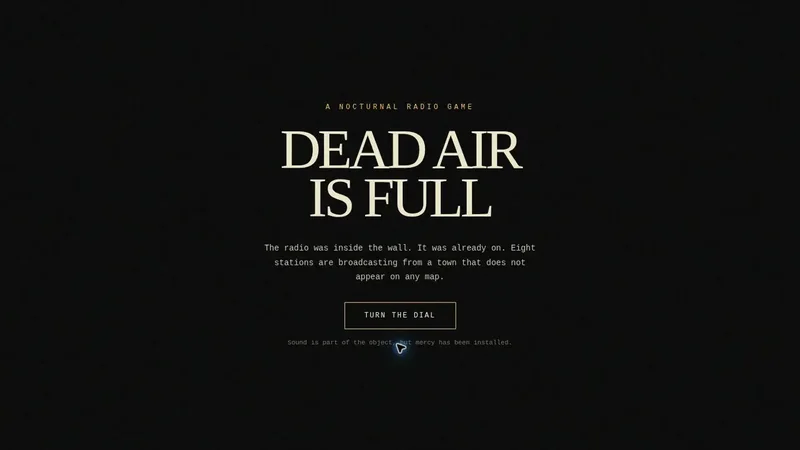 A NOCTURNAL RADIO GAME
DEAD AIR
IS FULL
The radio was inside the wall. It was already on. Eight
stations are broadcasting from a town that does not
appear on any map.
TURN THE DIAL
Sound is part of the object, but mercy has been installed.